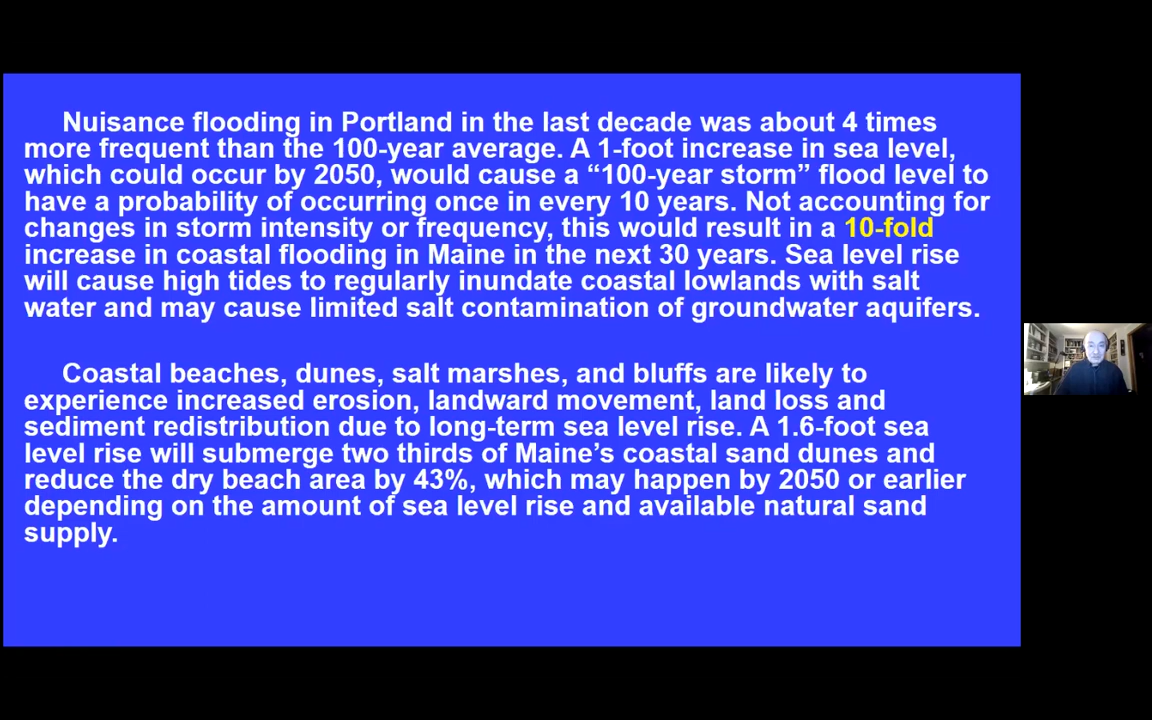 Nuisance flooding in Portland in the last decade was about 4 times
more frequent than the 100-year average. A 1-foot increase in sea level,
which could occur by 2050, would cause a “100-year storm” flood level to
have a probability of occurring once in every 10 years. Not accounting for
changes in storm intensity or frequency, this would result in a 10-fold
increase in coastal flooding in Maine in the next 30 years. Sea level rise
will cause high tides to regularly inundate coastal lowlands with salt
water and may cause limited salt contamination of groundwater aquifers.
Coastal beaches, dunes, salt marshes, and bluffs are likely to
experience increased erosion, landward movement, land loss and
sediment redistribution due to long-term sea level rise. A 1.6-foot sea
level rise will submerge two thirds of Maine’s coastal sand dunes and
reduce the dry beach area by 43%, which may happen by 2050 or earlier
depending on the amount of sea level rise and available natural sand
supply.